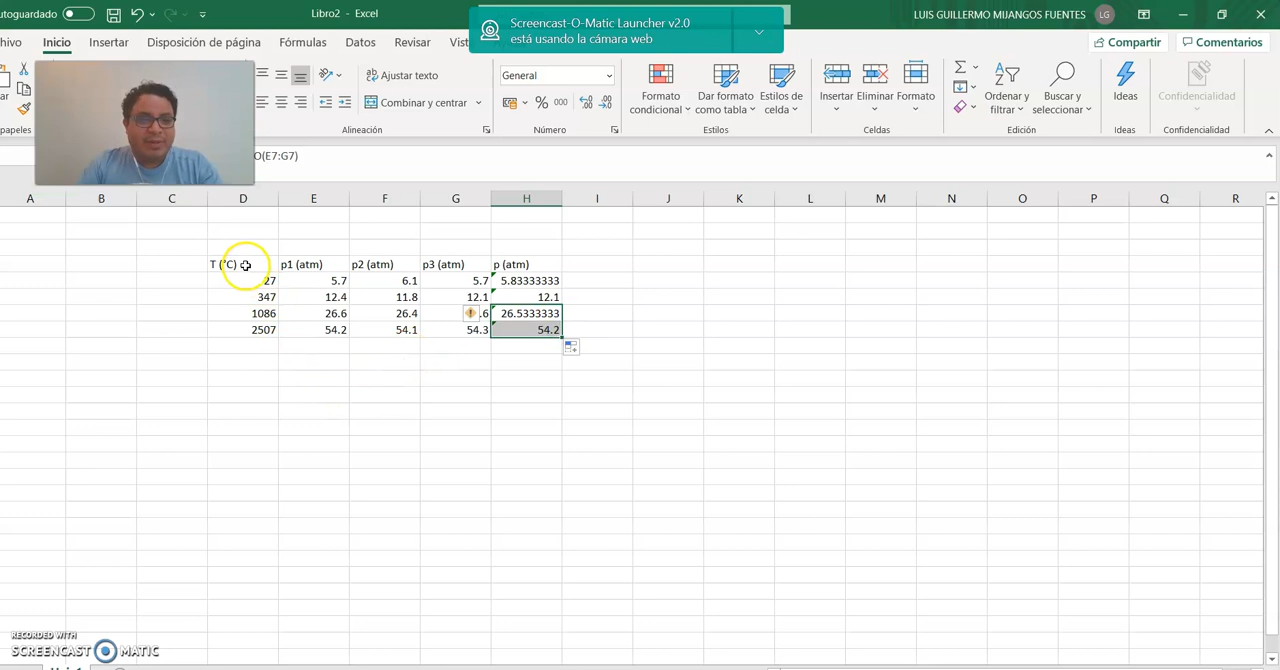 utoguardado
Libro2 - Excel
Screencast-O-Matic Launcher v2.0
está usando la cámara web
LUIS GUILLERMO MIJANGOS FUENTES
LG
hivo Inicio Insertar Disposición de página Fórmulas Datos Revisar Vist
Compartir Comentarios
ar
Ajustar texto
Combinar y centrar
General
% 000
Formato condicional
Dar formato como tabla
Estilos de celda
Insertar Eliminar Formato
Ordenar y filtrar
Buscar y seleccionar
Ideas
Confidencialidad
papeles Alineación Número Estilos Celdas Edición Ideas Confidencialidad
O(E7:G7)
A B C D E F G H I J K L M N O P Q R
T (°C) p1 (atm) p2 (atm) p3 (atm) p (atm)
27 5.7 6.1 5.7 5.83333333
347 12.4 11.8 12.1 12.1
1086 26.6 26.4 .6 26.5333333
2507 54.2 54.1 54.3 54.2
RECORDED WITH
SCREENCAST MATIC